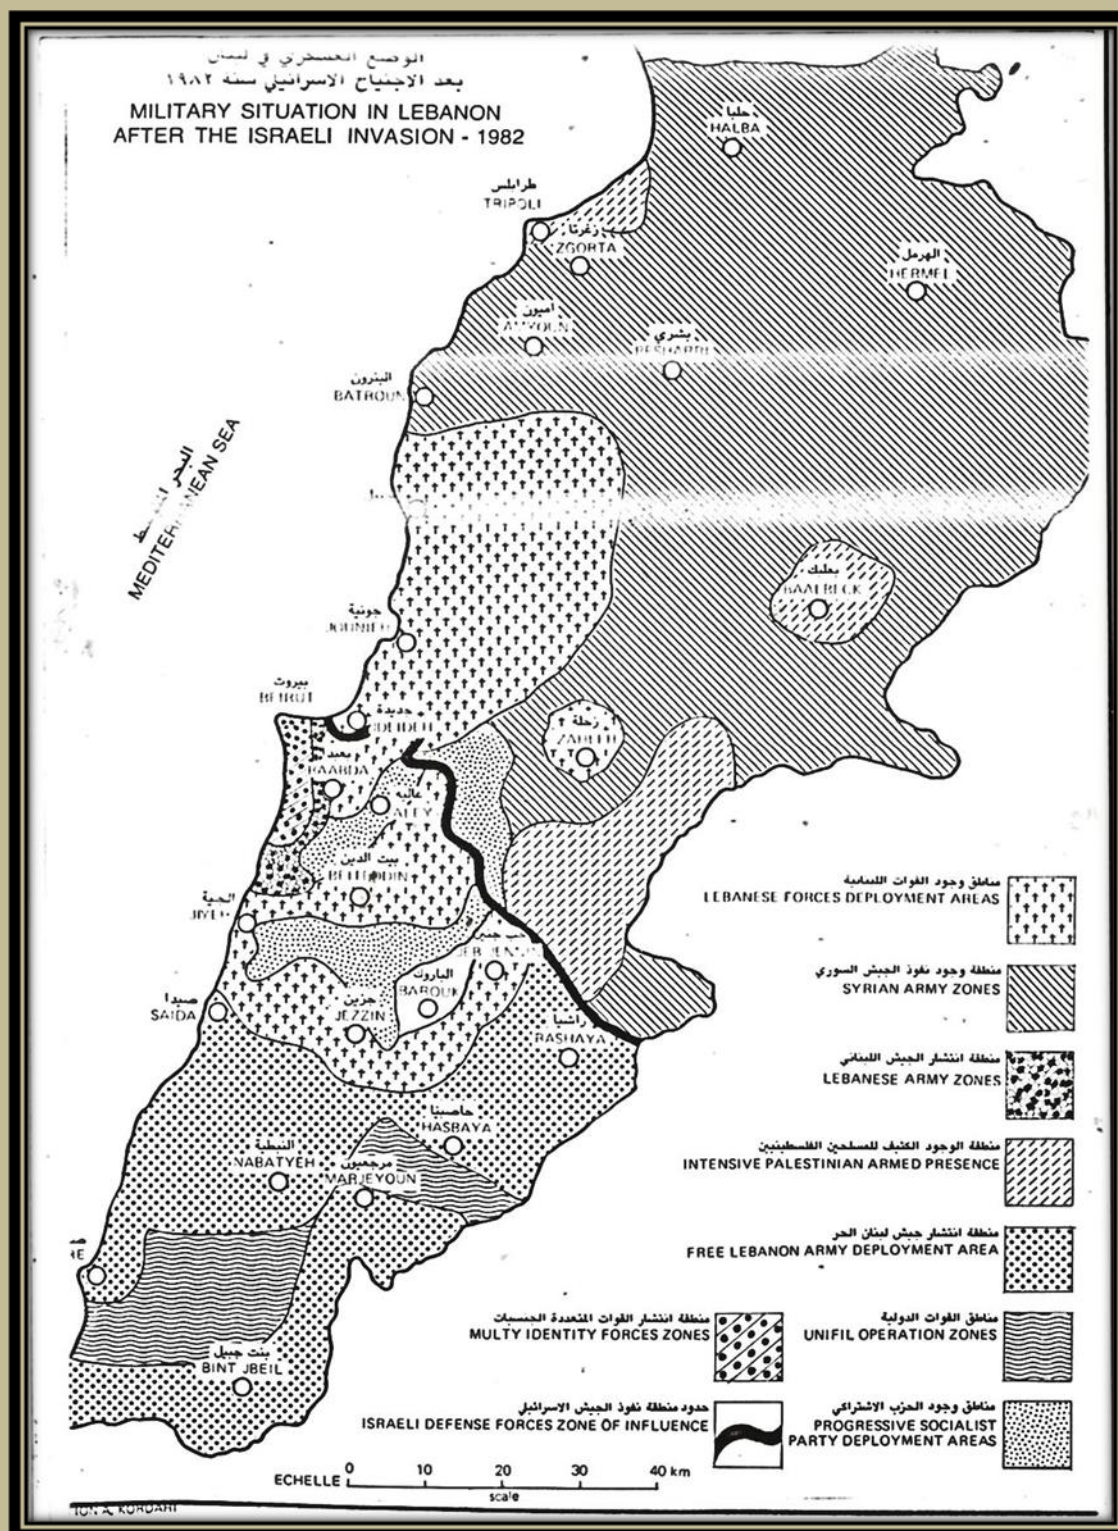 الوضع العسكري في لبنان
بعد الاجتياح الاسرائيلي سنة ١٩٨٢
MILITARY SITUATION IN LEBANON
AFTER THE ISRAELI INVASION - 1982
حلبا
HALBA
طرابلس
TRIPOLI
زغرتا
ZGORTA
الهرمل
HERMEL
اميون
AMYOUN
بشري
BESHARRI
البترون
BATROUN
البحر
MEDITERRANEAN SEA
بعلبك
BAALBECK
جونية
JOUNIEH
بيروت
BEIRUT
جديدة
JDEIDEH
زحلة
ZAHLEH
بعبدا
BAABDA
عاليه
ALEY
بيت الدين
BEITEDDIN
الجية
JIYEH
جب جنين
JEB JENNIN
الباروك
BAROUK
صيدا
SAIDA
جزين
JEZZIN
راشيا
RASHAYA
حاصبيا
HASBAYA
النبطية
NABATYEH
مرجعيون
MARJEYOUN
بنت جبيل
BINT JBEIL
مناطق وجود القوات اللبنانية
LEBANESE FORCES DEPLOYMENT AREAS
منطقة وجود نفوذ الجيش السوري
SYRIAN ARMY ZONES
منطقة انتشار الجيش اللبناني
LEBANESE ARMY ZONES
منطقة الوجود الكثيف للمسلحين الفلسطينيين
INTENSIVE PALESTINIAN ARMED PRESENCE
منطقة انتشار جيش لبنان الحر
FREE LEBANON ARMY DEPLOYMENT AREA
منطقة انتشار القوات المتعددة الجنسيات
MULTY IDENTITY FORCES ZONES
مناطق القوات الدولية
UNIFIL OPERATION ZONES
حدود منطقة نفوذ الجيش الاسرائيلي
ISRAELI DEFENSE FORCES ZONE OF INFLUENCE
مناطق وجود الحزب الاشتراكي
PROGRESSIVE SOCIALIST
PARTY DEPLOYMENT AREAS
ECHELLE 0 10 20 30 40 km
scale
A. KORDAHI